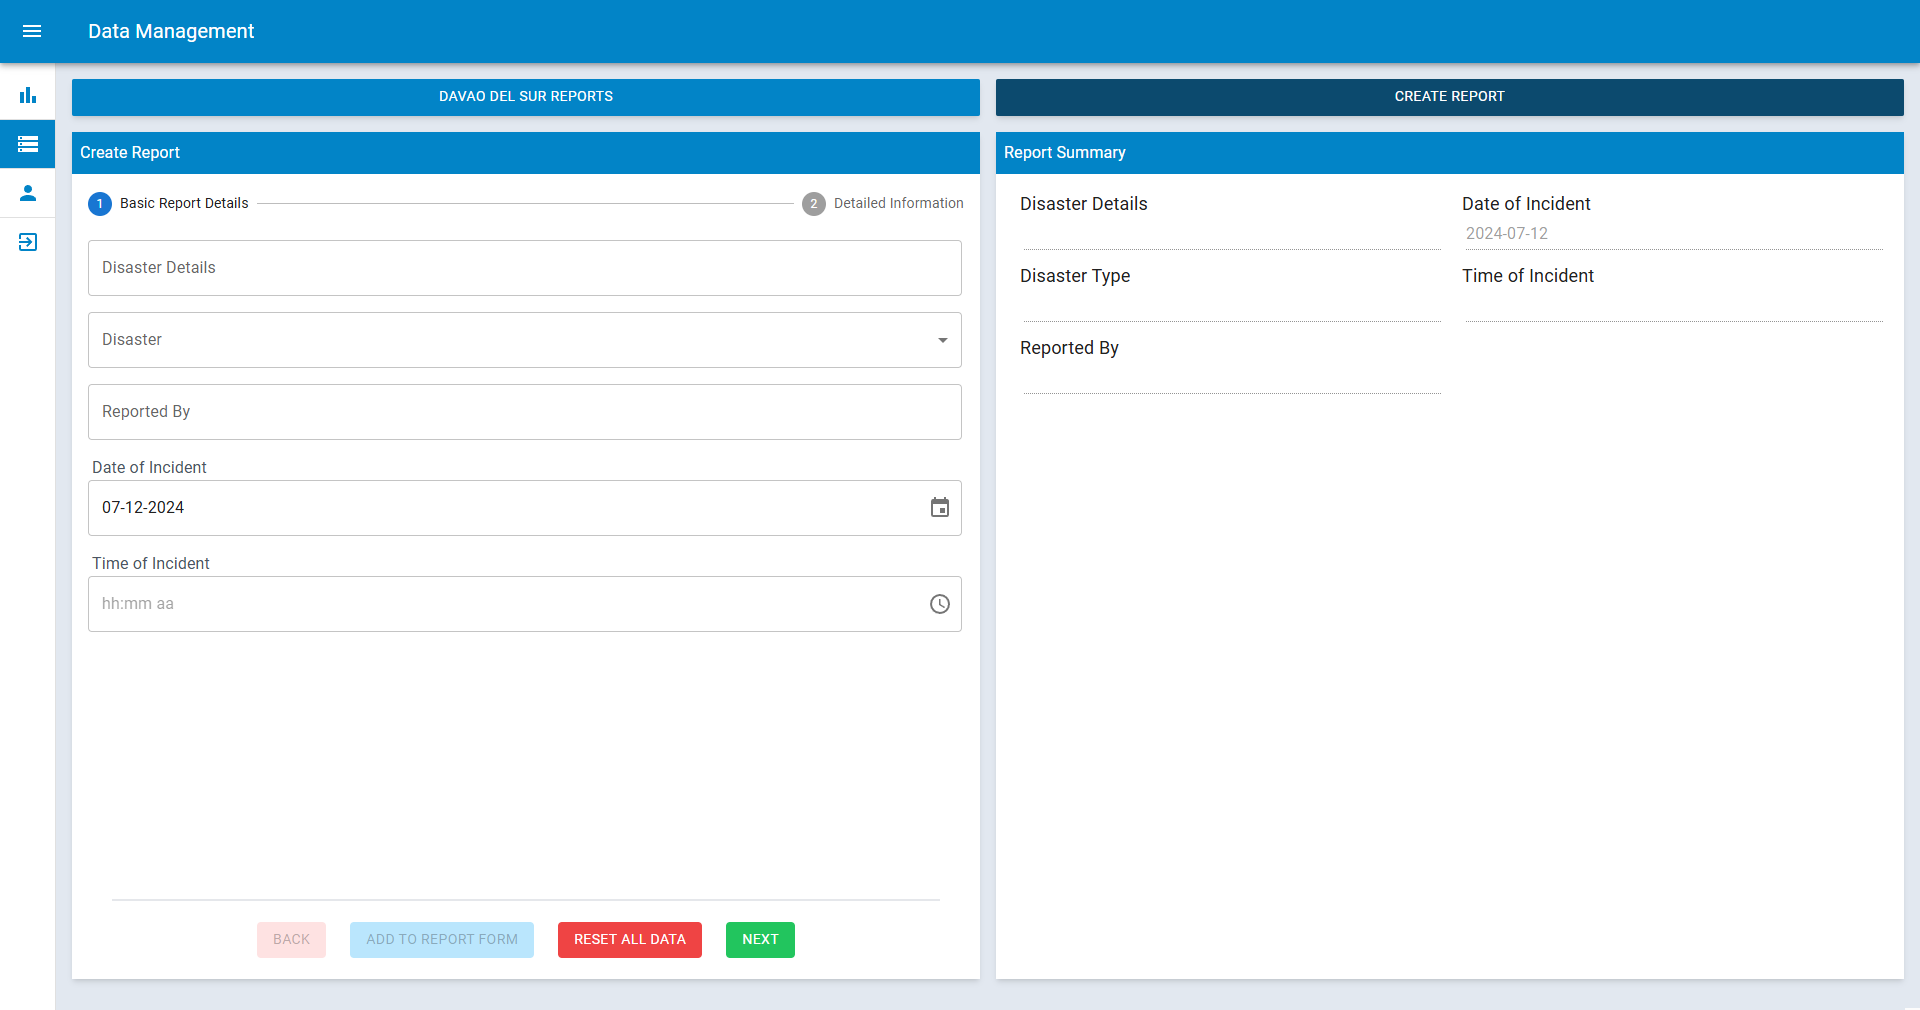 Data Management
DAVAO DEL SUR REPORTS
CREATE REPORT
Create Report
1 Basic Report Details
2 Detailed Information
Disaster Details
Disaster
Reported By
Date of Incident
07-12-2024
Time of Incident
hh:mm aa
BACK
ADD TO REPORT FORM
RESET ALL DATA
NEXT
Report Summary
Disaster Details
Date of Incident
2024-07-12
Disaster Type
Time of Incident
Reported By